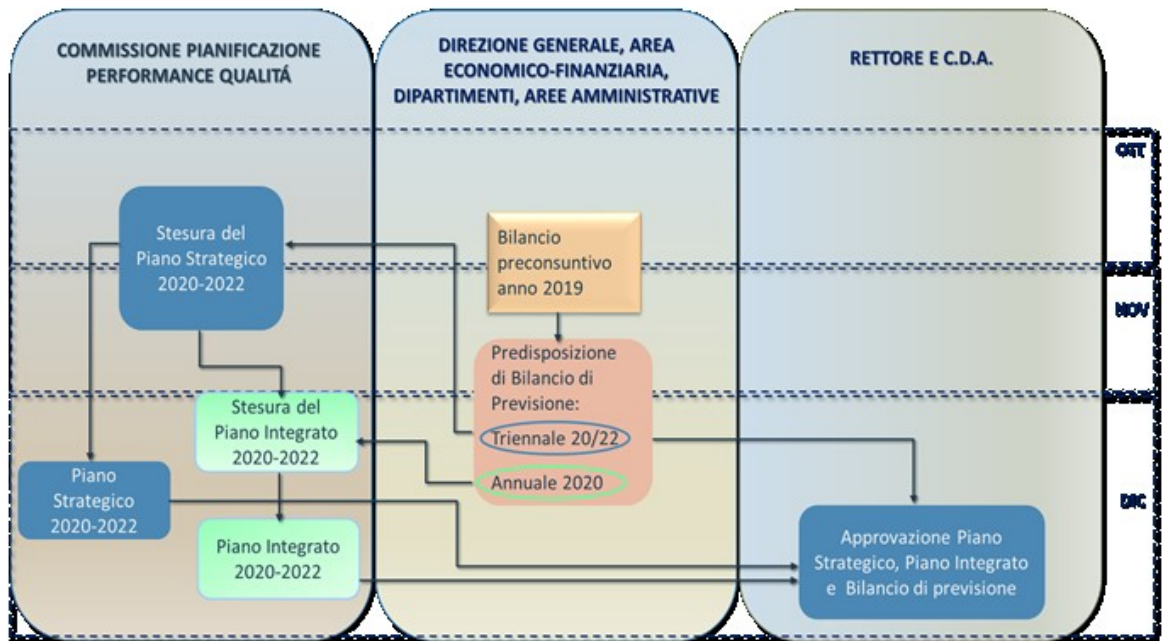 COMMISSIONE PIANIFICAZIONE
PERFORMANCE QUALITÁ
DIREZIONE GENERALE, AREA
ECONOMICO-FINANZIARIA,
DIPARTIMENTI, AREE AMMINISTRATIVE
RETTORE E C.D.A.
OTT
Stesura del
Piano Strategico
2020-2022
Bilancio
preconsuntivo
anno 2019
NOV
Predisposizione
di Bilancio di
Previsione:
Triennale 20/22
Annuale 2020
Stesura del
Piano Integrato
2020-2022
Piano
Strategico
2020-2022
Piano Integrato
2020-2022
DIC
Approvazione Piano
Strategico, Piano Integrato
e Bilancio di previsione